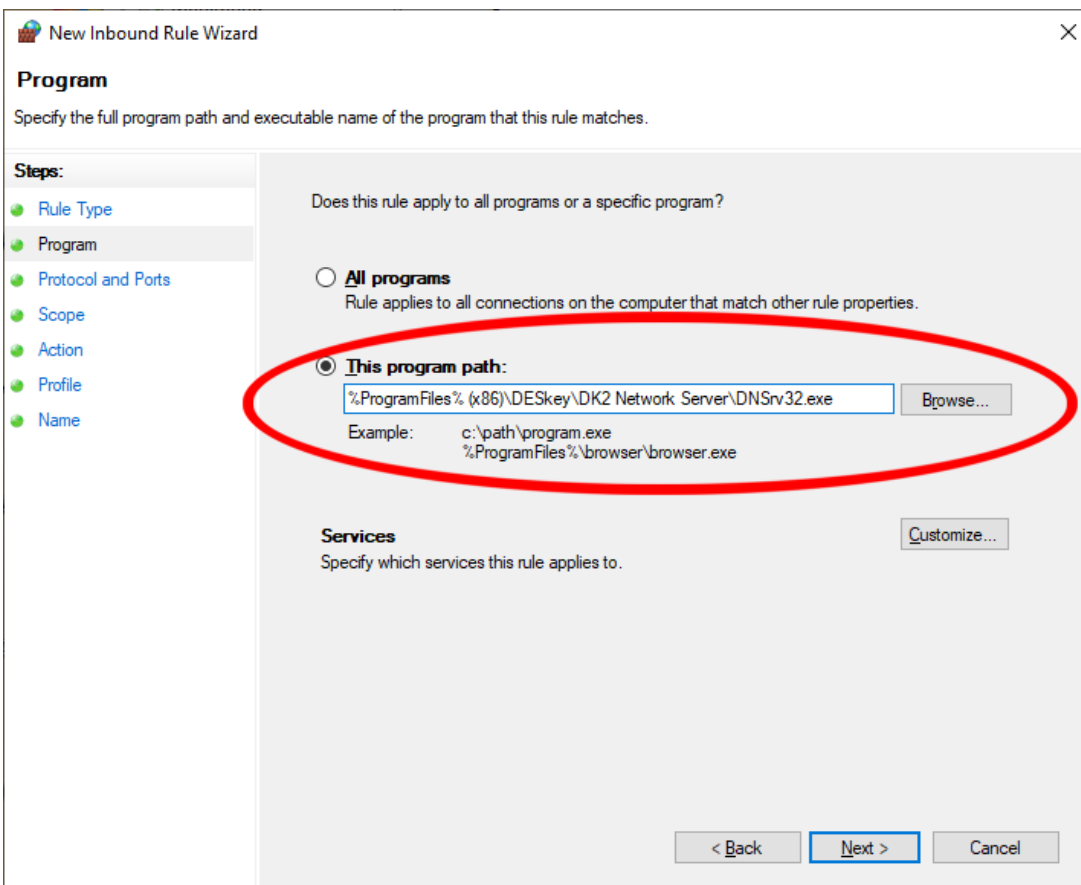 New Inbound Rule Wizard
Program
Specify the full program path and executable name of the program that this rule matches.
Steps:
Rule Type
Program
Protocol and Ports
Scope
Action
Profile
Name
Does this rule apply to all programs or a specific program?
All programs
Rule applies to all connections on the computer that match other rule properties.
This program path:
%ProgramFiles% (x86)\DESkey\DK2 Network Server\DNSrv32.exe
Browse...
Example: c:\path\program.exe
%ProgramFiles%\browser\browser.exe
Services
Customize...
Specify which services this rule applies to.
< Back Next > Cancel